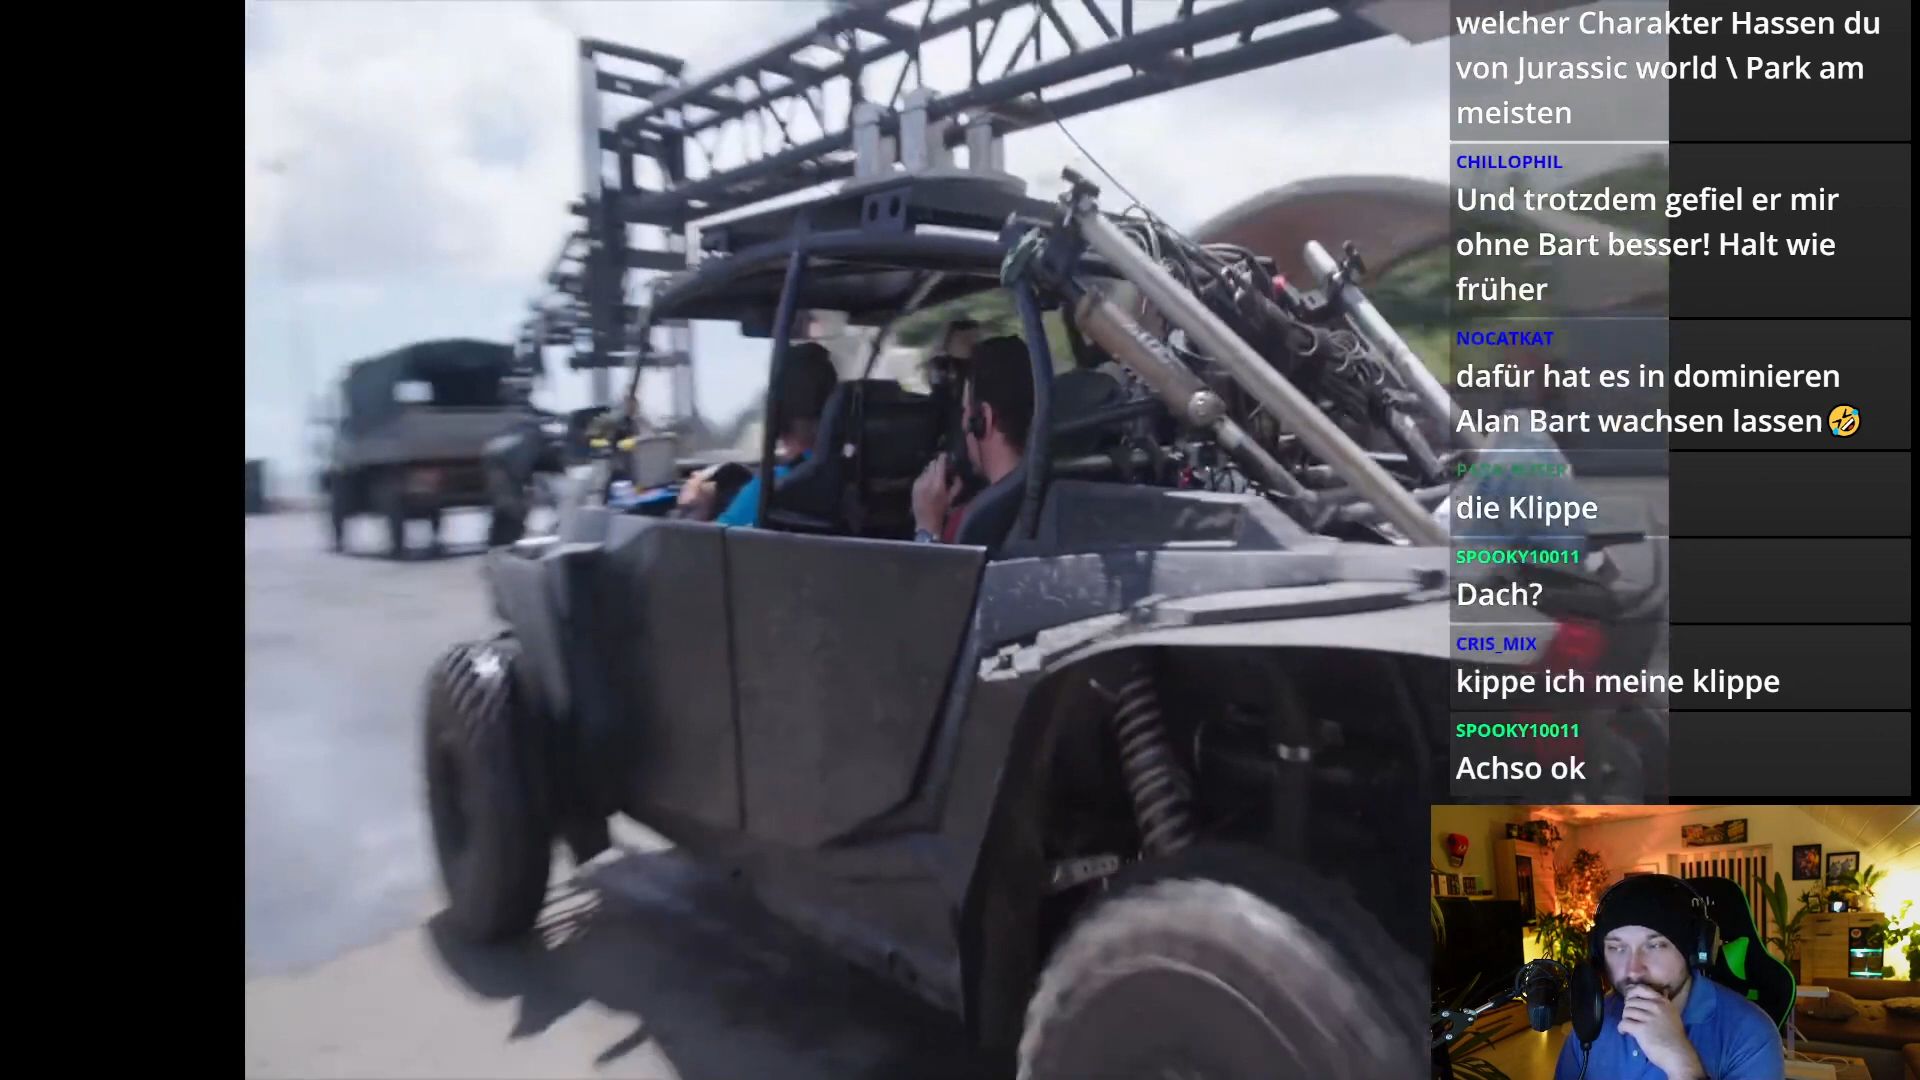 welcher Charakter Hassen du
von Jurassic world \ Park am
meisten
CHILLOPHIL
Und trotzdem gefiel er mir
ohne Bart besser! Halt wie
früher
NOCATKAT
dafür hat es in dominieren
Alan Bart wachsen lassen🤣
die Klippe
SPOOKY10011
Dach?
CRIS_MIX
kippe ich meine klippe
SPOOKY10011
Achso ok